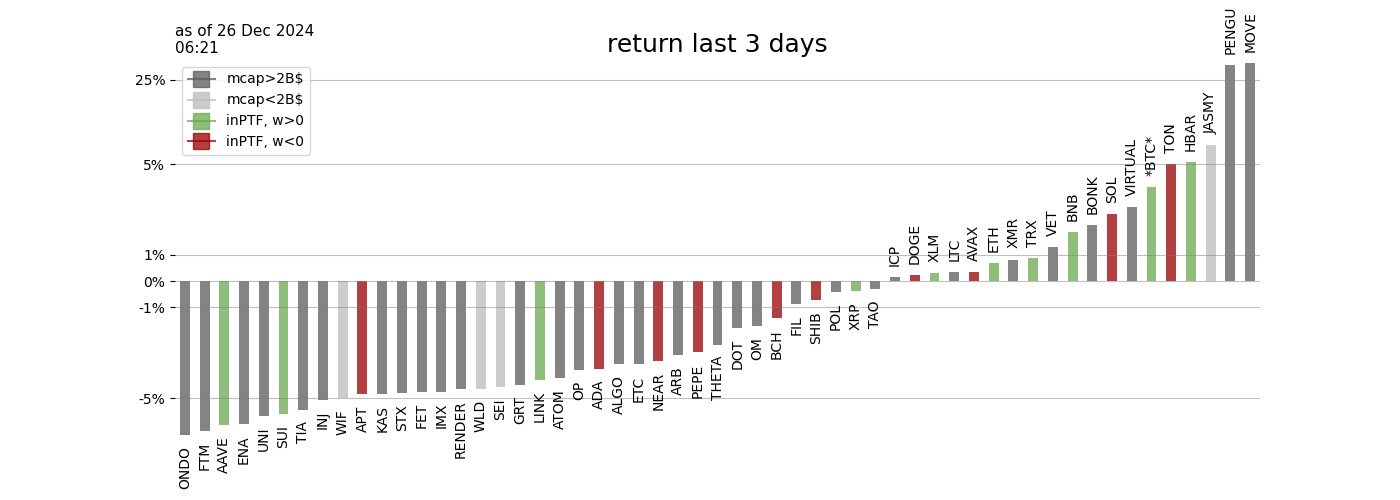 as of 26 Dec 2024
06:21
return last 3 days
mcap>2B$
mcap<2B$
inPTF, w>0
inPTF, w<0
25%
5%
1%
0%
-1%
-5%
ONDO
FTM
AAVE
ENA
UNI
SUI
TIA
INJ
WIF
APT
KAS
STX
FET
IMX
RENDER
WLD
SEI
GRT
LINK
ATOM
OP
ADA
ALGO
ETC
NEAR
ARB
PEPE
THETA
DOT
OM
BCH
FIL
SHIB
POL
XRP
TAO
ICP
DOGE
XLM
LTC
AVAX
ETH
XMR
TRX
VET
BNB
BONK
SOL
VIRTUAL
*BTC*
TON
HBAR
JASMY
PENGU
MOVE